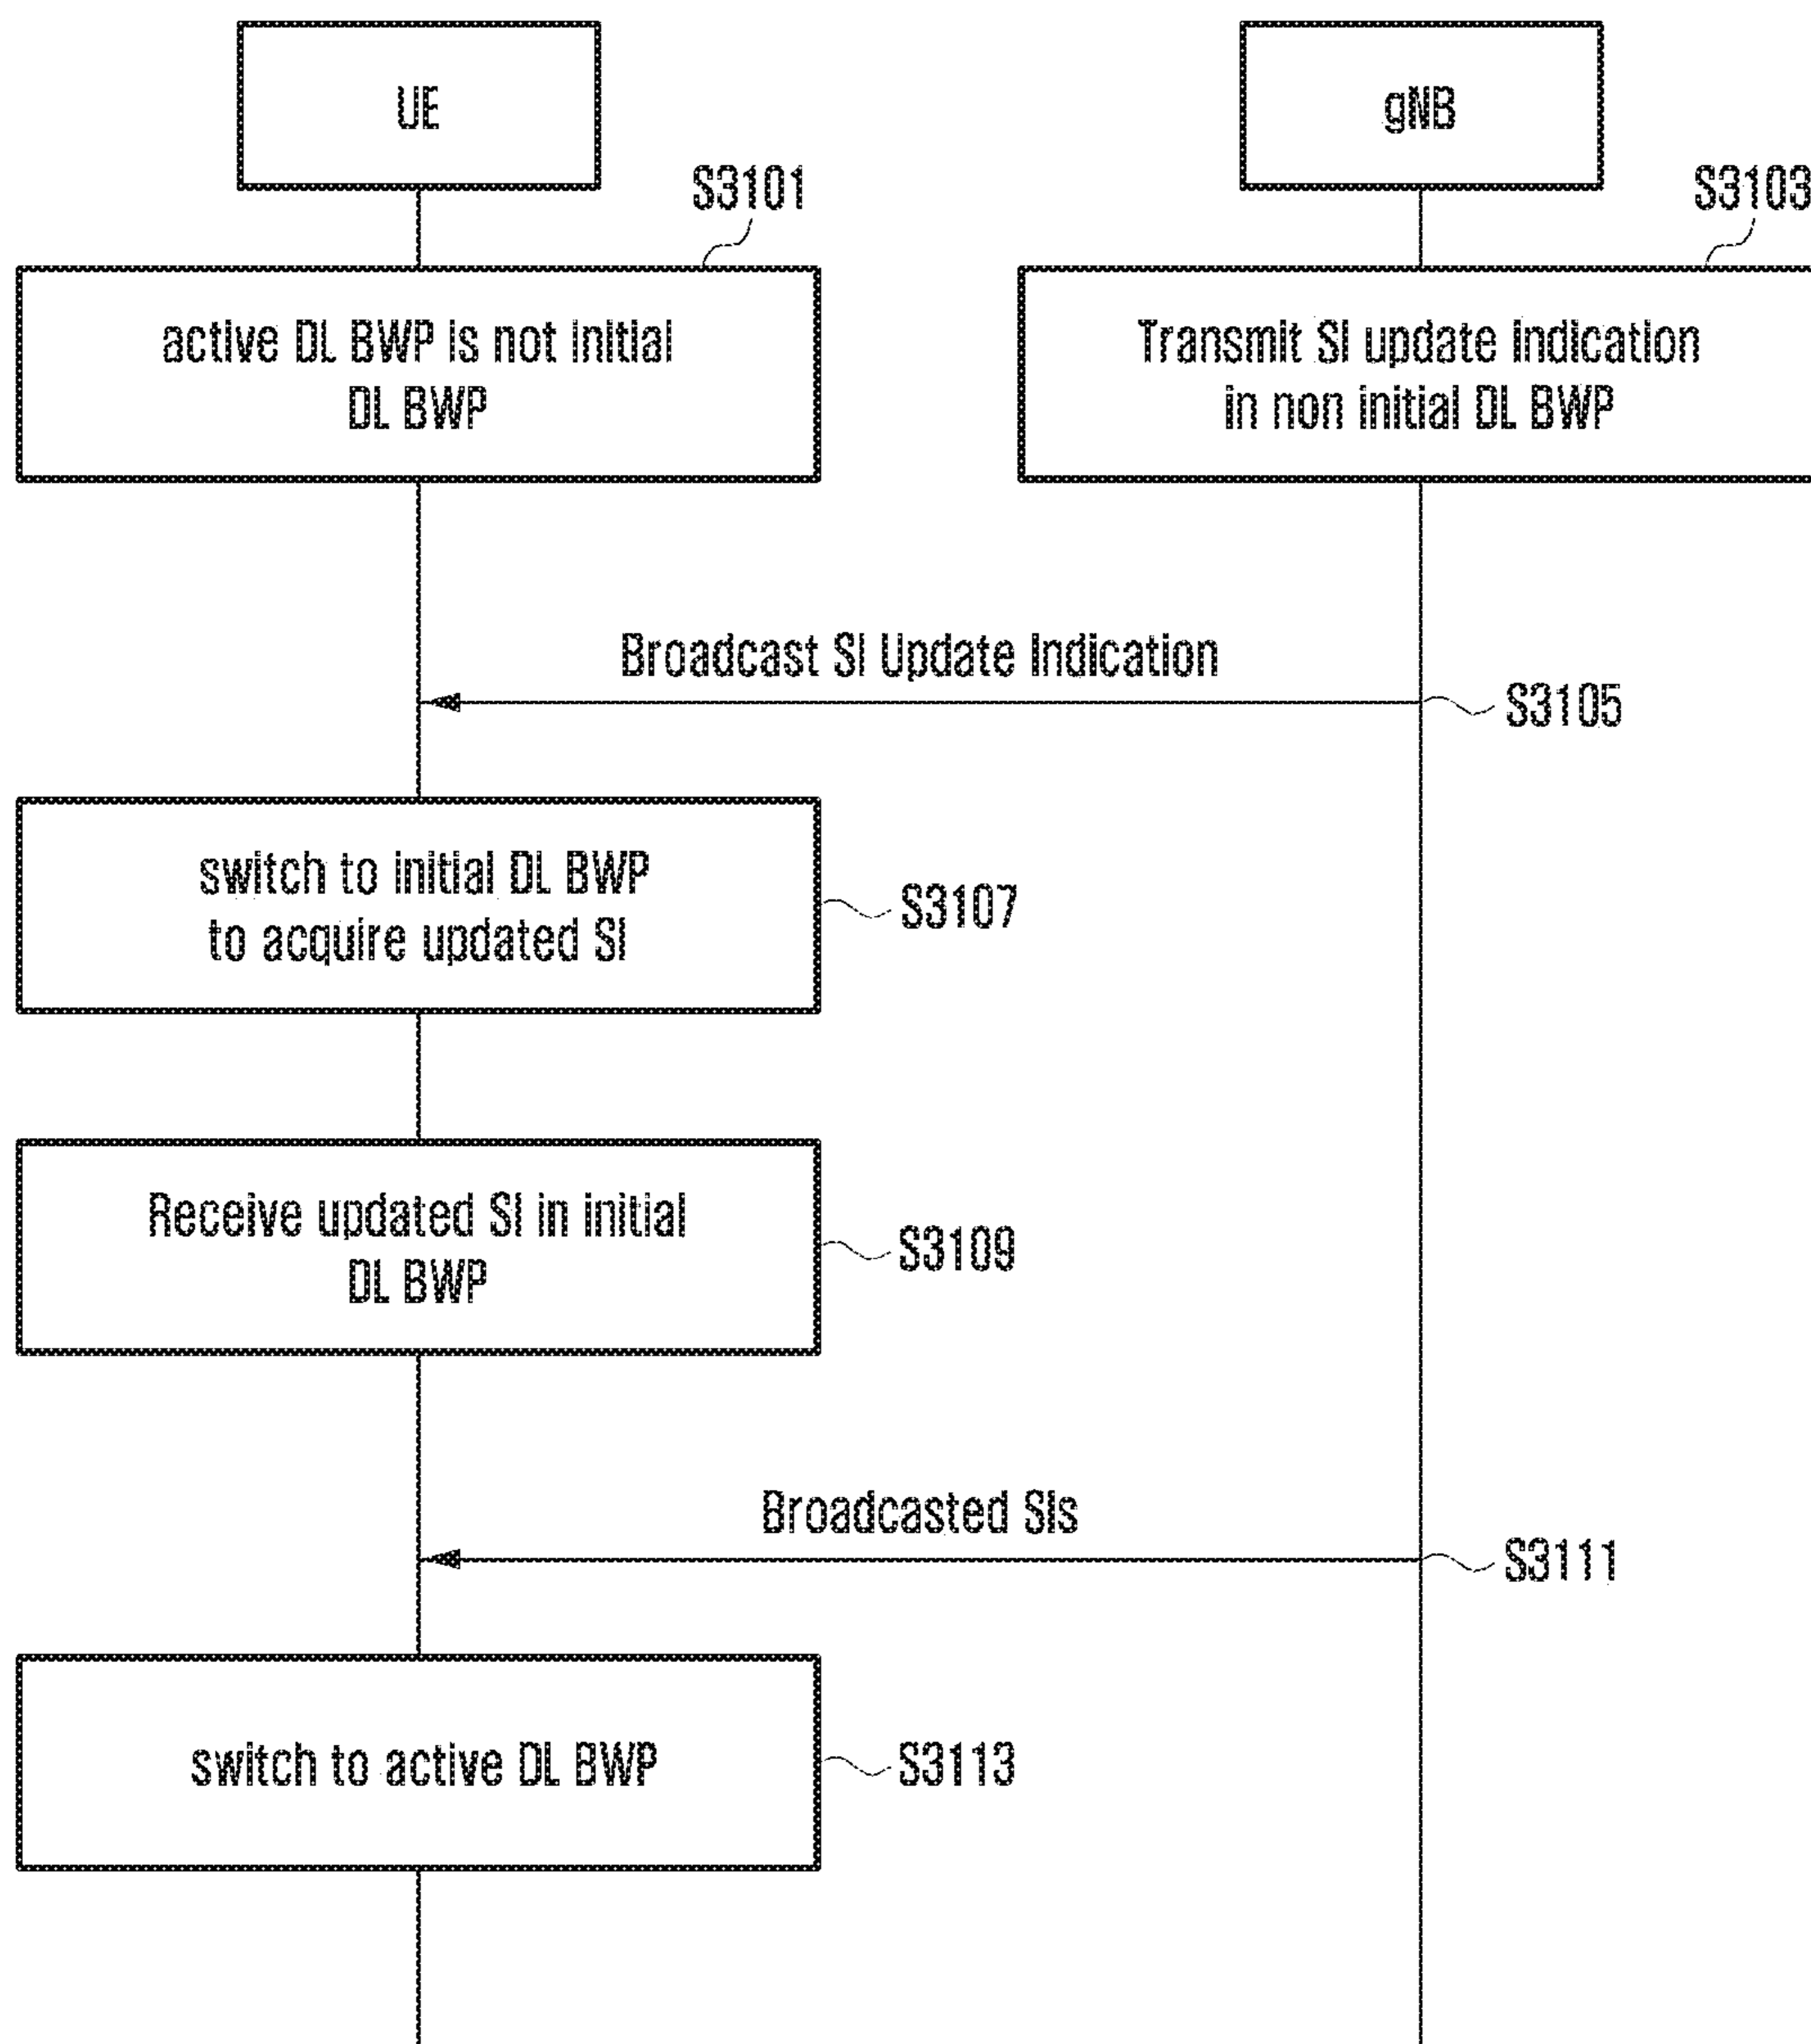 UE
gNB
S3101
S3103
active DL BWP is not initial
DL BWP
Transmit SI update indication
in non initial DL BWP
Broadcast SI Update Indication
S3105
switch to initial DL BWP
to acquire updated SI
S3107
Receive updated SI in initial
DL BWP
S3109
Broadcasted SIs
S3111
switch to active DL BWP
S3113